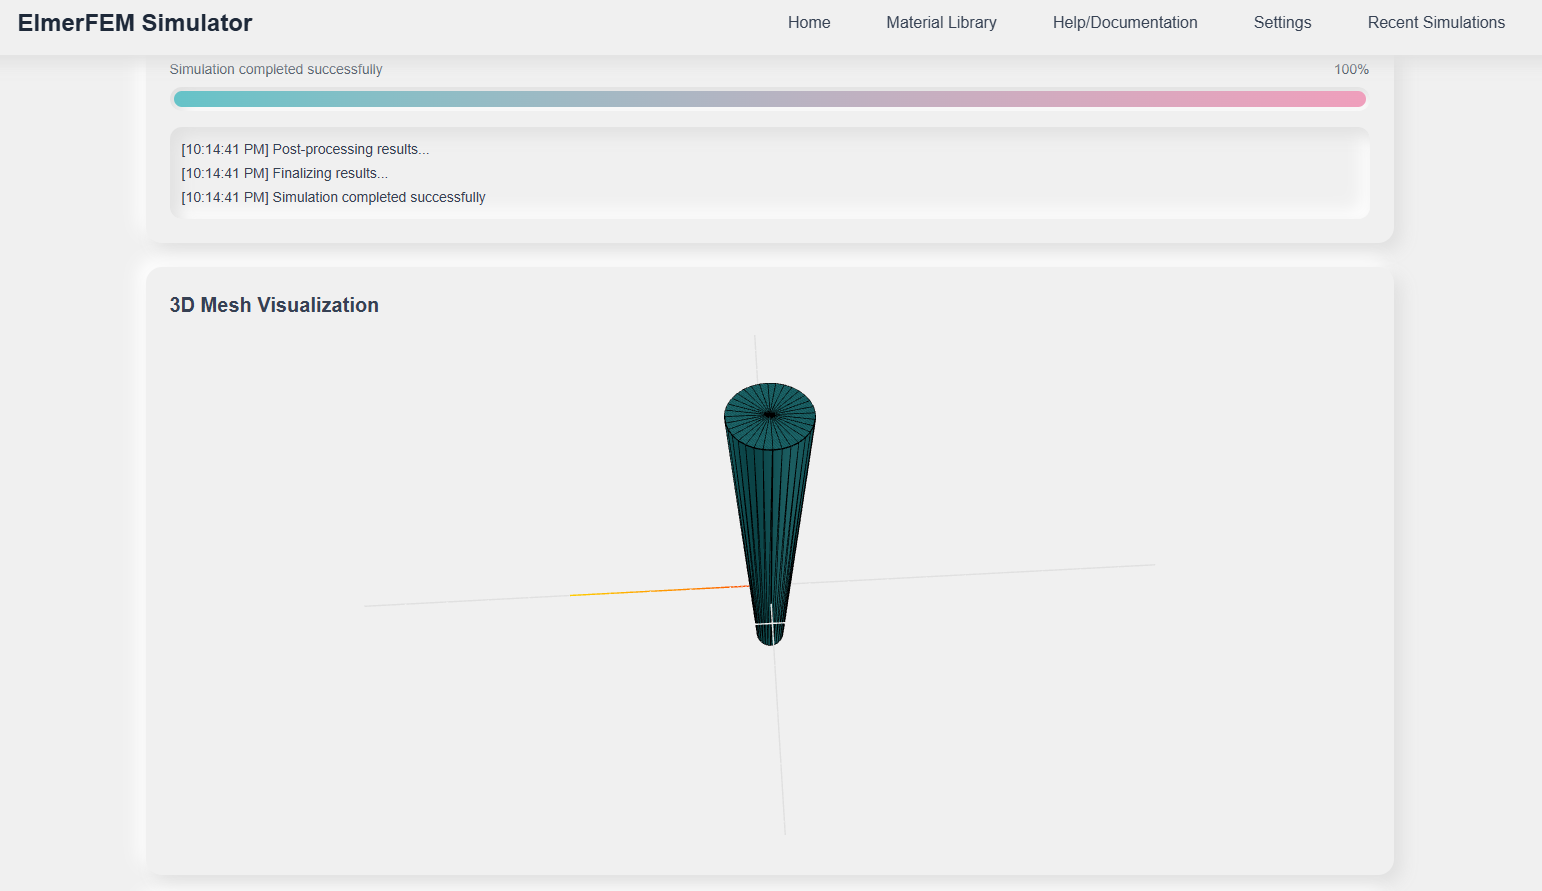 ElmerFEM Simulator
Home Material Library Help/Documentation Settings Recent Simulations
Simulation completed successfully 100%
[10:14:41 PM] Post-processing results...
[10:14:41 PM] Finalizing results...
[10:14:41 PM] Simulation completed successfully
3D Mesh Visualization